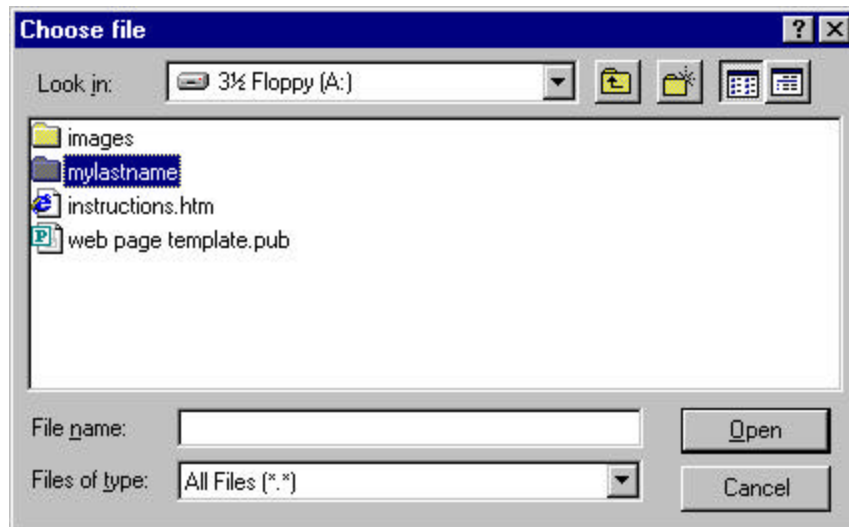 Choose file
Look in: 3½ Floppy (A:)
images
mylastname
instructions.htm
web page template.pub
File name: Open
Files of type: All Files (*.*) Cancel